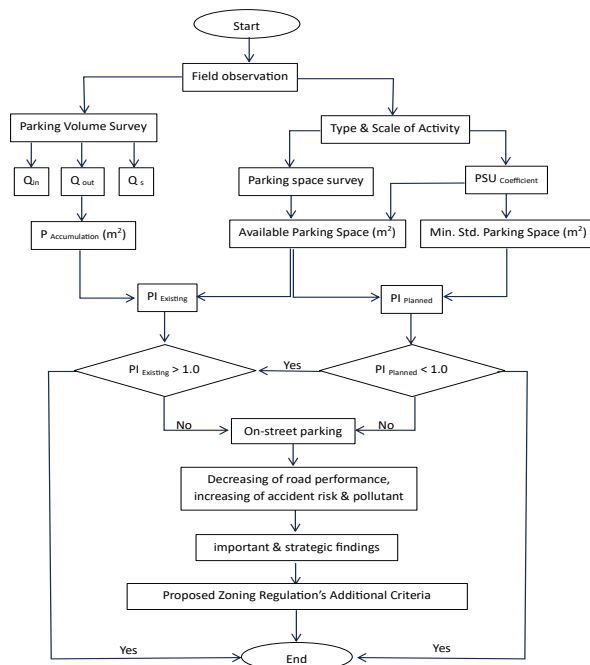 Start
Field observation
Parking Volume Survey
Type & Scale of Activity
Qin
Q out
Q s
Parking space survey
PSU Coefficient
P Accumulation (m²)
Available Parking Space (m²)
Min. Std. Parking Space (m²)
PI Existing
PI Planned
PI Existing > 1.0
Yes
PI Planned < 1.0
No
No
On-street parking
Decreasing of road performance,
increasing of accident risk & pollutant
important & strategic findings
Proposed Zoning Regulation's Additional Criteria
Yes
Yes
End